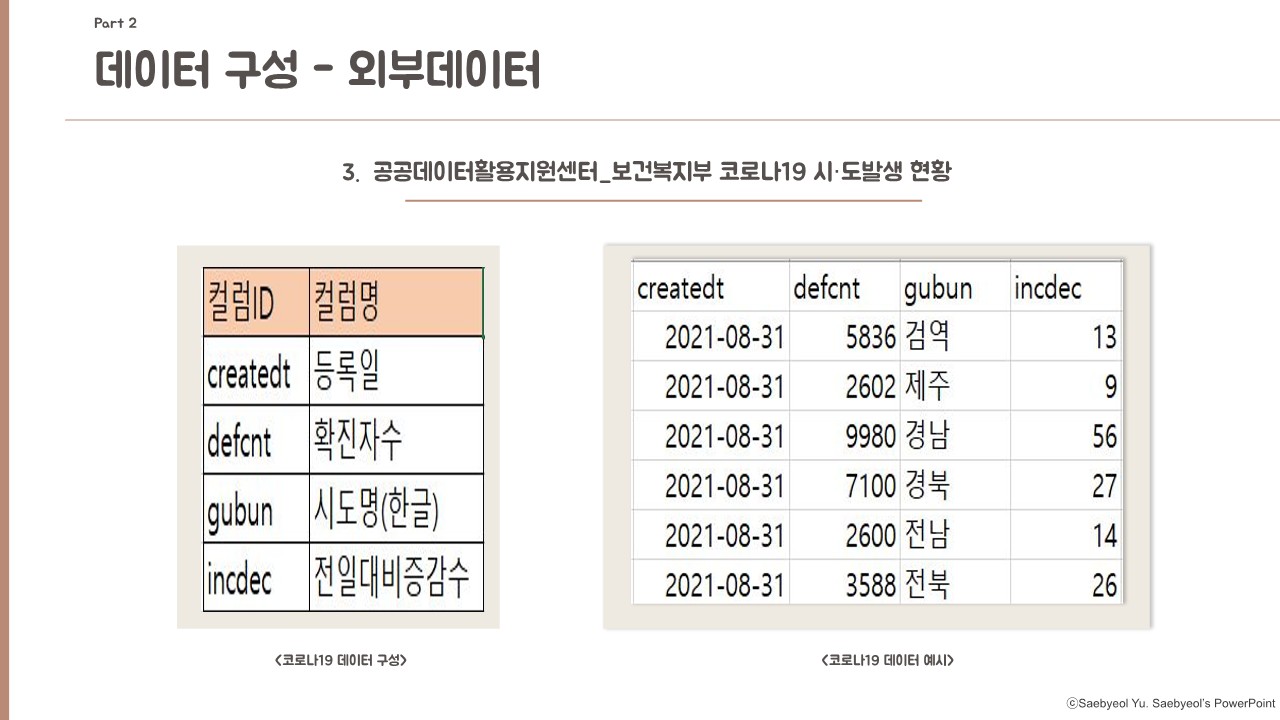 Part 2
데이터 구성 - 외부데이터
3. 공공데이터활용지원센터_보건복지부 코로나19 시·도발생 현황
컬럼ID 컬럼명
createdt 등록일
defcnt 확진자수
gubun 시도명(한글)
incdec 전일대비증감수
createdt defcnt gubun incdec
2021-08-31 5836 검역 13
2021-08-31 2602 제주 9
2021-08-31 9980 경남 56
2021-08-31 7100 경북 27
2021-08-31 2600 전남 14
2021-08-31 3588 전북 26
<코로나19 데이터 구성>
<코로나19 데이터 예시>
ⓒSaebyeol Yu. Saebyeol's PowerPoint